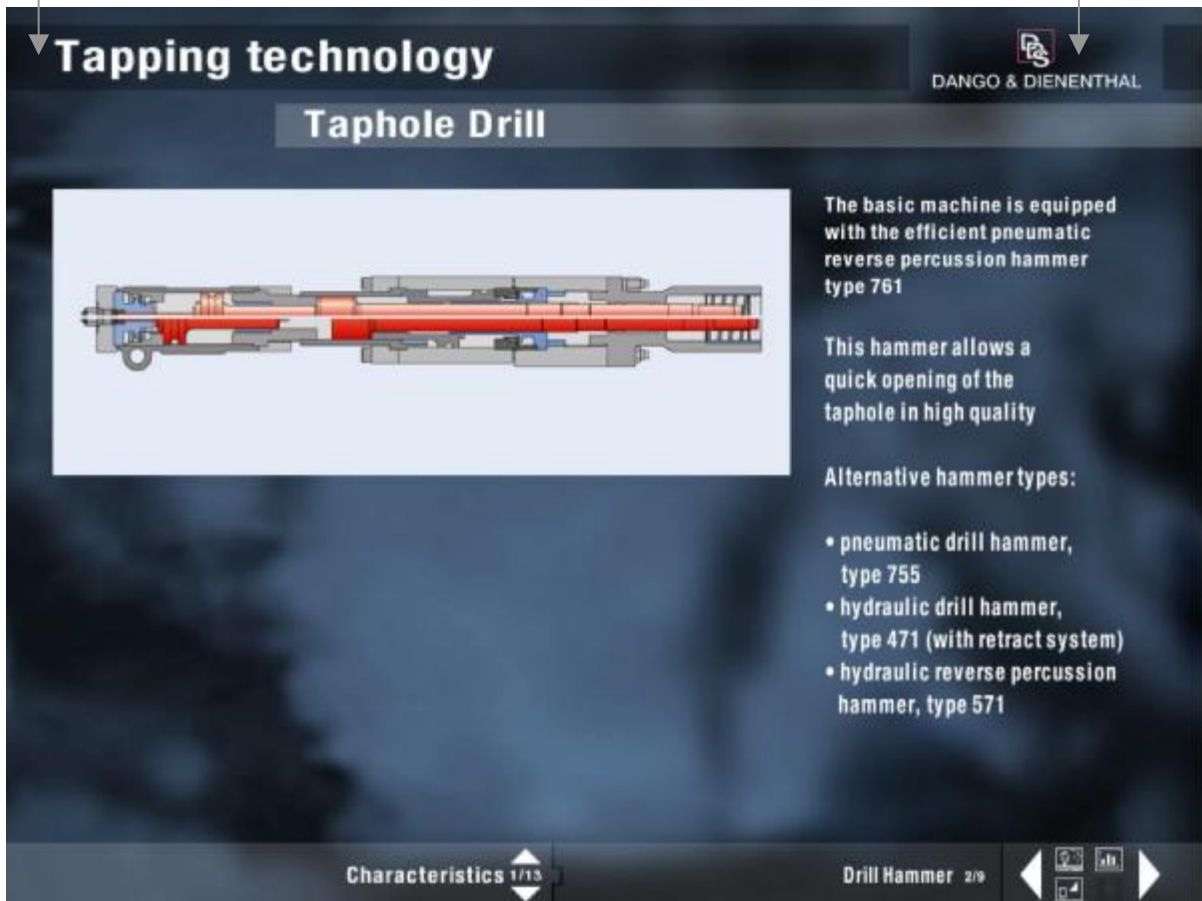 Tapping technology
DDS
DANGO & DIENENTHAL
Taphole Drill
The basic machine is equipped
with the efficient pneumatic
reverse percussion hammer
type 761
This hammer allows a
quick opening of the
taphole in high quality
Alternative hammer types:
• pneumatic drill hammer,
type 755
• hydraulic drill hammer,
type 471 (with retract system)
• hydraulic reverse percussion
hammer, type 571
Characteristics 1/13
Drill Hammer 2/9